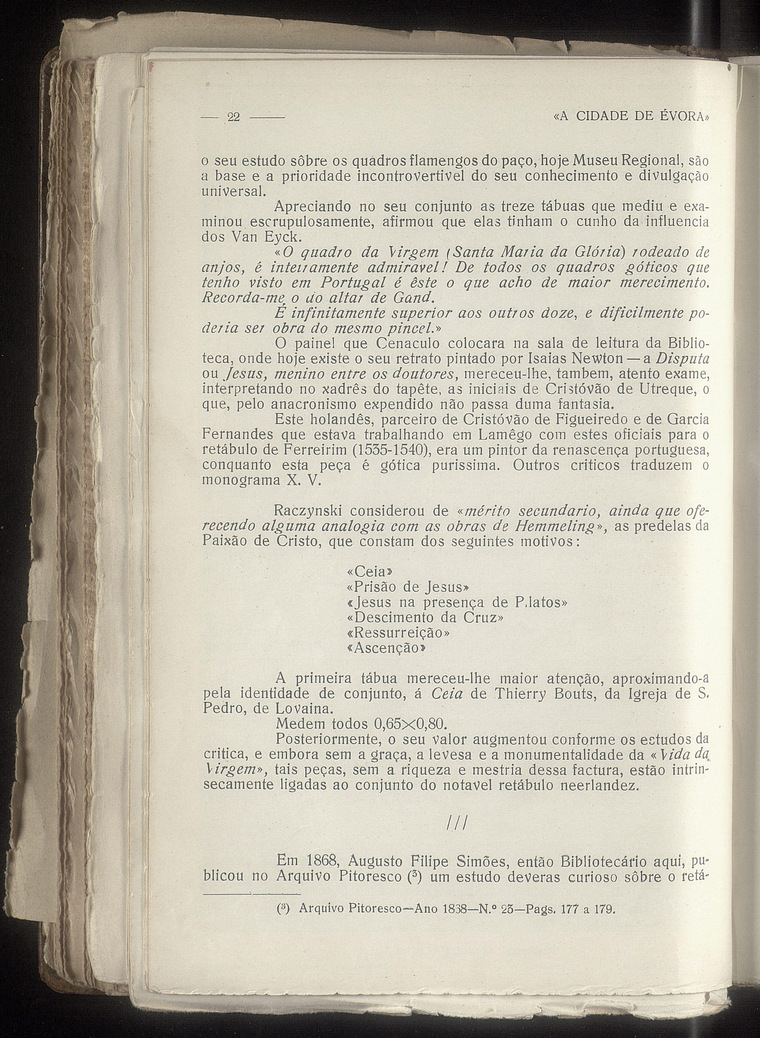 — 22 —— «A CIDADE DE ÉVORA»
o seu estudo sôbre os quadros flamengos do paço, hoje Museu Regional, são
a base e a prioridade incontrovertivel do seu conhecimento e divulgação
universal.
Apreciando no seu conjunto as treze tábuas que mediu e exa-
minou escrupulosamente, afirmou que elas tinham o cunho da influencia
dos Van Eyck.
«O quadro da Virgem (Santa Maria da Glória) rodeado de
anjos, é inteiramente admiravel! De todos os quadros góticos que
tenho visto em Portugal é êste o que acho de maior merecimento.
Recorda-me o do altar de Gand.
É infinitamente superior aos outros doze, e dificilmente po-
deria ser obra do mesmo pincel.»
O painel que Cenaculo colocara na sala de leitura da Biblio-
teca, onde hoje existe o seu retrato pintado por Isaias Newton — a Disputa
ou Jesus, menino entre os doutores, mereceu-lhe, tambem, atento exame,
interpretando no xadrês do tapête, as iniciais de Cristóvão de Utreque, o
que, pelo anacronismo expendido não passa duma fantasia.
Este holandês, parceiro de Cristóvão de Figueiredo e de Garcia
Fernandes que estava trabalhando em Lamêgo com estes oficiais para o
retábulo de Ferreirim (1535-1540), era um pintor da renascença portuguesa,
conquanto esta peça é gótica purissima. Outros criticos traduzem o
monograma X. V.
Raczynski considerou de «mérito secundario, ainda que ofe-
recendo alguma analogia com as obras de Hemmeling», as predelas da
Paixão de Cristo, que constam dos seguintes motivos:
«Ceia»
«Prisão de Jesus»
«Jesus na presença de P.latos»
«Descimento da Cruz»
«Ressurreição»
«Ascenção»
A primeira tábua mereceu-lhe maior atenção, aproximando-a
pela identidade de conjunto, á Ceia de Thierry Bouts, da Igreja de S.
Pedro, de Lovaina.
Medem todos 0,65×0,80.
Posteriormente, o seu valor augmentou conforme os estudos da
critica, e embora sem a graça, a levesa e a monumentalidade da «Vida da
Virgem», tais peças, sem a riqueza e mestria dessa factura, estão intrin-
secamente ligadas ao conjunto do notavel retábulo neerlandez.
///
Em 1868, Augusto Filipe Simões, então Bibliotecário aqui, pu-
blicou no Arquivo Pitoresco (³) um estudo deveras curioso sôbre o retá-
(³) Arquivo Pitoresco—Ano 1868—N.º 23—Pags. 177 a 179.